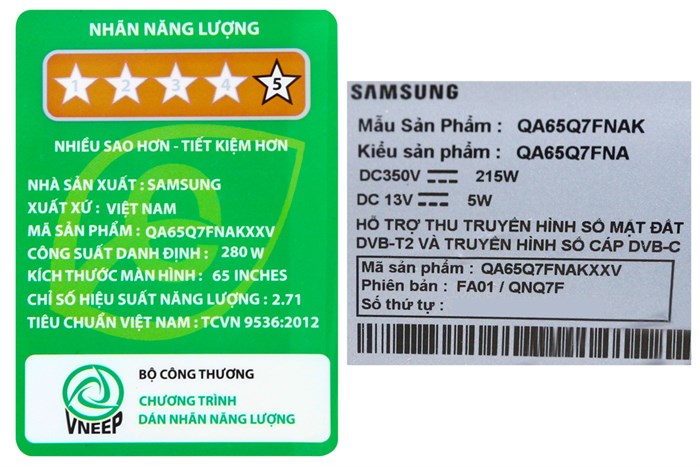 NHÃN NĂNG LƯỢNG
1 2 3 4 5
NHIỀU SAO HƠN - TIẾT KIỆM HƠN
NHÀ SẢN XUẤT : SAMSUNG
XUẤT XỨ : VIỆT NAM
MÃ SẢN PHẨM : QA65Q7FNAKXXV
CÔNG SUẤT DANH ĐỊNH : 280 W
KÍCH THƯỚC MÀN HÌNH : 65 INCHES
CHỈ SỐ HIỆU SUẤT NĂNG LƯỢNG : 2.71
TIÊU CHUẨN VIỆT NAM : TCVN 9536:2012
VNEEP
BỘ CÔNG THƯƠNG
CHƯƠNG TRÌNH
DÁN NHÃN NĂNG LƯỢNG
SAMSUNG
Mẫu Sản Phẩm : QA65Q7FNAK
Kiểu sản phẩm : QA65Q7FNA
DC350V 215W
DC 13V 5W
HỖ TRỢ THU TRUYỀN HÌNH SỐ MẶT ĐẤT
DVB-T2 VÀ TRUYỀN HÌNH SỐ CÁP DVB-C
Mã sản phẩm : QA65Q7FNAKXXV
Phiên bản : FA01 / QNQ7F
Số thứ tự :